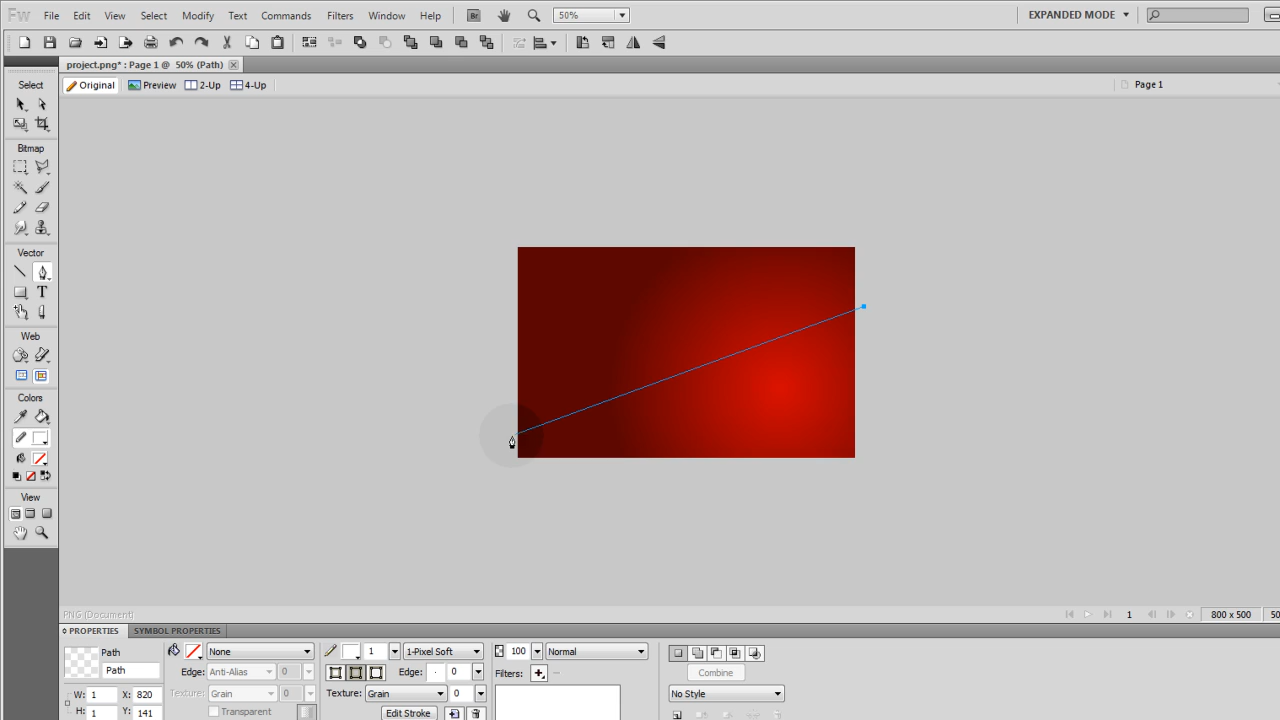 Fw File Edit View Select Modify Text Commands Filters Window Help Br 50% EXPANDED MODE
project.png* : Page 1 @ 50% (Path)
Select Original Preview 2-Up 4-Up Page 1
Bitmap
Vector
T
Web
Colors
View
PNG (Document) 1 800 x 500 50
PROPERTIES SYMBOL PROPERTIES
Path None 1 1-Pixel Soft 100 Normal
Path Edge: Anti-Alias 0 Edge: 0 Filters: Combine
W: 1 X: 820 Texture: Grain 0 Texture: Grain 0 No Style
H: 1 Y: 141 Transparent Edit Stroke